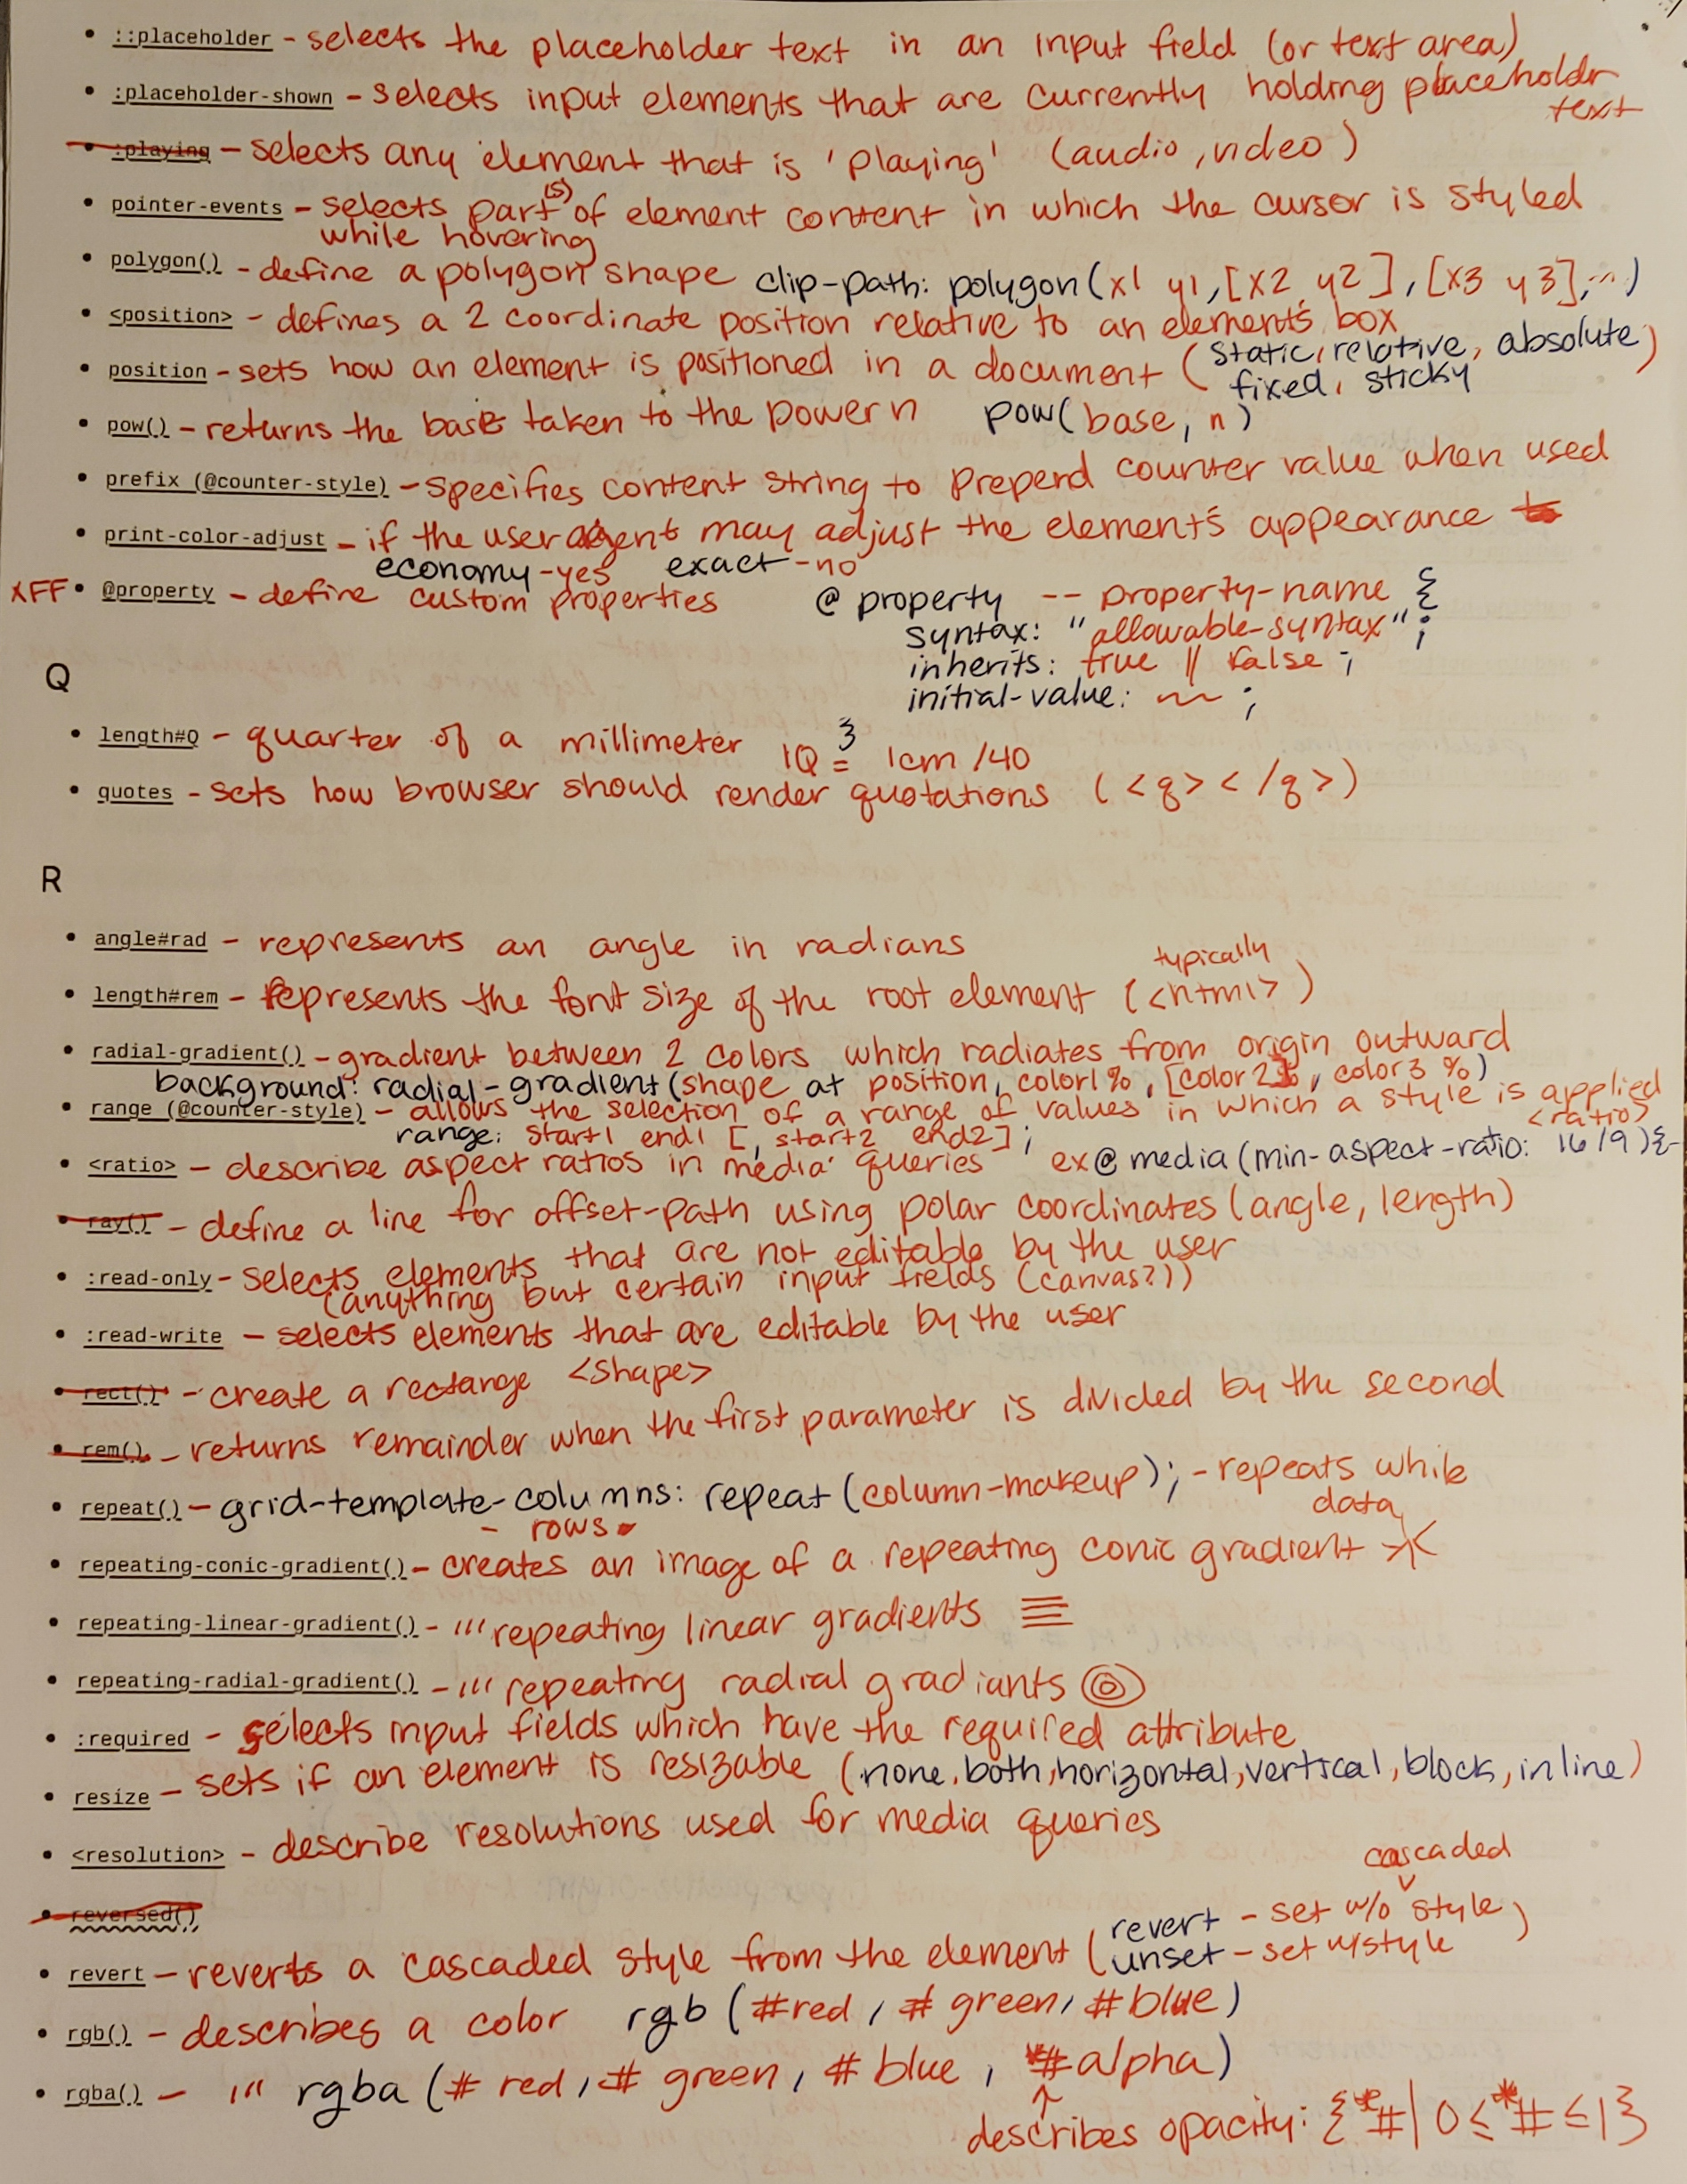 • ::placeholder - selects the placeholder text in an input field (or text area)
• :placeholder-shown - selects input elements that are currently holding placeholdr
text
• :playing - selects any element that is 'playing' (audio, video)
• pointer-events - selects part(s) of element content in which the cursor is styled
while hovering
• polygon() - define a polygon shape clip-path: polygon(x1 y1, [x2 y2], [x3 y3],...)
• <position> - defines a 2 coordinate position relative to an element's box
• position - sets how an element is positioned in a document (static, relative, absolute
fixed, sticky)
• pow() - returns the base taken to the power n pow(base, n)
• prefix (@counter-style) - specifies content string to prepend counter value when used
• print-color-adjust - if the user agent may adjust the element's appearance
economy-yes exact-no
XFF • @property - define custom properties @property --property-name {
syntax: "allowable-syntax";
inherits: true || false;
initial-value: ~~ ;
Q
• length#Q - quarter of a millimeter 1Q = 1cm/40
• quotes - sets how browser should render quotations (<q></q>)
R
• angle#rad - represents an angle in radians
typically
• length#rem - represents the font size of the root element (<html>)
• radial-gradient() - gradient between 2 colors which radiates from origin outward
background: radial-gradient(shape at position, color1%, [color2%, color3 %)
• range (@counter-style) - allows the selection of a range of values in which a style is applied
range: start1 end1 [, start2 end2];
<ratio>
• <ratio> - describe aspect ratios in media queries ex @media(min-aspect-ratio: 16/9){-
• ray() - define a line for offset-path using polar coordinates (angle, length)
• :read-only - selects elements that are not editable by the user
(anything but certain input fields (canvas?))
• :read-write - selects elements that are editable by the user
• rect() - create a rectange <shape>
• rem() - returns remainder when the first parameter is divided by the second
• repeat() - grid-template-columns: repeat(column-makeup); - repeats while
data
- rows-
• repeating-conic-gradient() - creates an image of a repeating conic gradient
• repeating-linear-gradient() - ''' repeating linear gradients
• repeating-radial-gradient() - ''' repeating radial gradiants
• :required - selects input fields which have the required attribute
• resize - sets if an element is resizable (none, both, horizontal, vertical, block, inline)
• <resolution> - describe resolutions used for media queries
• reversed()
cascaded
• revert - reverts a cascaded style from the element (revert - set w/o style)
unset - set w/style
• rgb() - describes a color rgb(#red, #green, #blue)
• rgba() - ''' rgba(#red, #green, #blue, *#alpha)
describes opacity: {*#|0≤*#≤1}